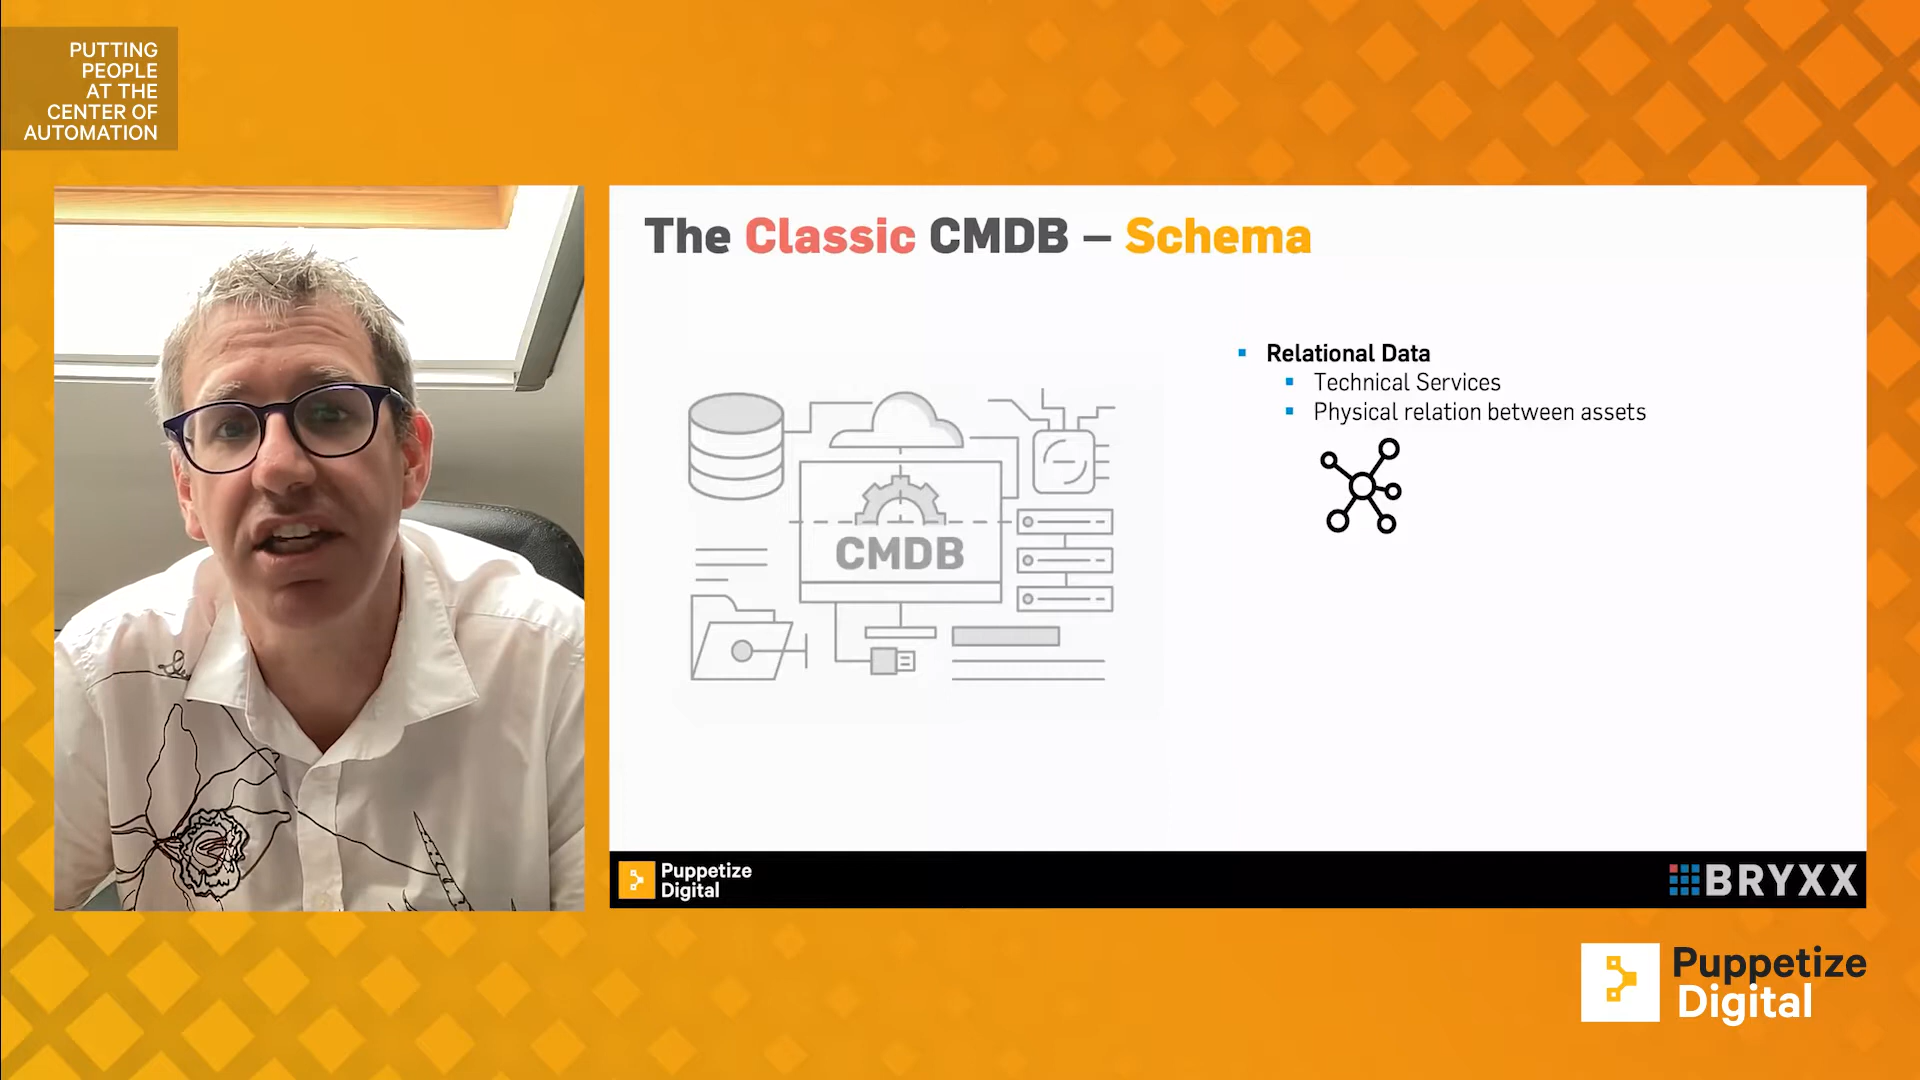 PUTTING
PEOPLE
AT THE
CENTER OF
AUTOMATION
The Classic CMDB – Schema
Relational Data
Technical Services
Physical relation between assets
CMDB
Puppetize
Digital
BRYXX
Puppetize
Digital